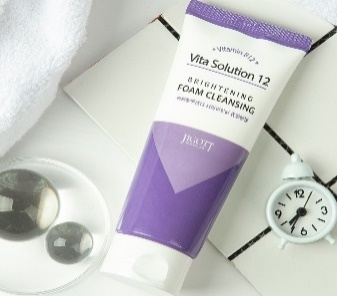 Vitamin B12
Vita Solution 12
BRIGHTENING
FOAM CLEANSING
JIGOTT